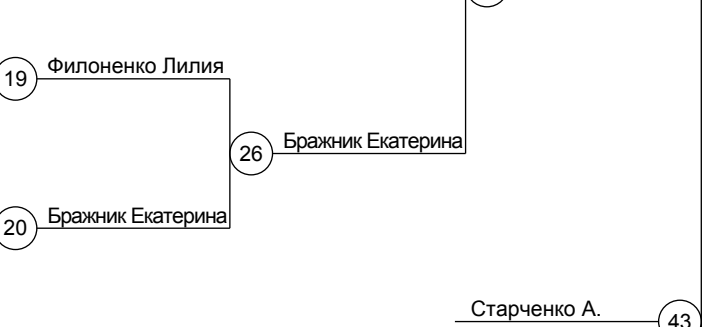 19 Филоненко Лилия
26 Бражник Екатерина
20 Бражник Екатерина
Старченко А. 43